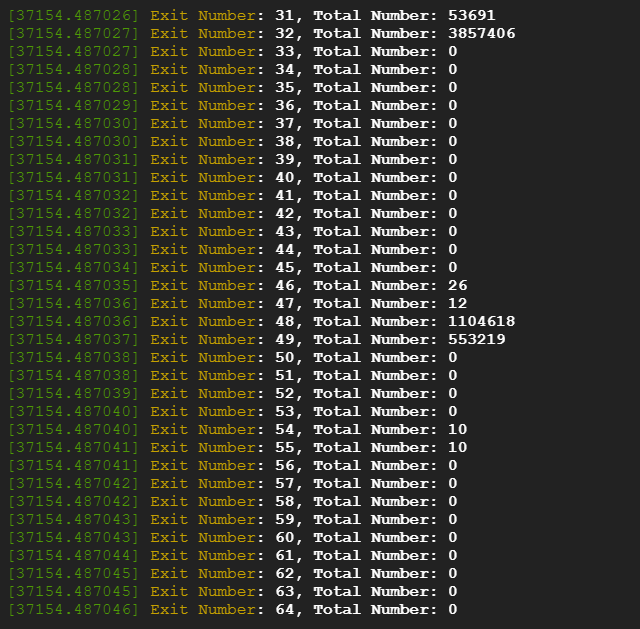 [37154.487026] Exit Number: 31, Total Number: 53691
[37154.487027] Exit Number: 32, Total Number: 3857406
[37154.487027] Exit Number: 33, Total Number: 0
[37154.487028] Exit Number: 34, Total Number: 0
[37154.487028] Exit Number: 35, Total Number: 0
[37154.487029] Exit Number: 36, Total Number: 0
[37154.487030] Exit Number: 37, Total Number: 0
[37154.487030] Exit Number: 38, Total Number: 0
[37154.487031] Exit Number: 39, Total Number: 0
[37154.487031] Exit Number: 40, Total Number: 0
[37154.487032] Exit Number: 41, Total Number: 0
[37154.487032] Exit Number: 42, Total Number: 0
[37154.487033] Exit Number: 43, Total Number: 0
[37154.487033] Exit Number: 44, Total Number: 0
[37154.487034] Exit Number: 45, Total Number: 0
[37154.487035] Exit Number: 46, Total Number: 26
[37154.487036] Exit Number: 47, Total Number: 12
[37154.487036] Exit Number: 48, Total Number: 1104618
[37154.487037] Exit Number: 49, Total Number: 553219
[37154.487038] Exit Number: 50, Total Number: 0
[37154.487038] Exit Number: 51, Total Number: 0
[37154.487039] Exit Number: 52, Total Number: 0
[37154.487040] Exit Number: 53, Total Number: 0
[37154.487040] Exit Number: 54, Total Number: 10
[37154.487041] Exit Number: 55, Total Number: 10
[37154.487041] Exit Number: 56, Total Number: 0
[37154.487042] Exit Number: 57, Total Number: 0
[37154.487042] Exit Number: 58, Total Number: 0
[37154.487043] Exit Number: 59, Total Number: 0
[37154.487043] Exit Number: 60, Total Number: 0
[37154.487044] Exit Number: 61, Total Number: 0
[37154.487045] Exit Number: 62, Total Number: 0
[37154.487045] Exit Number: 63, Total Number: 0
[37154.487046] Exit Number: 64, Total Number: 0